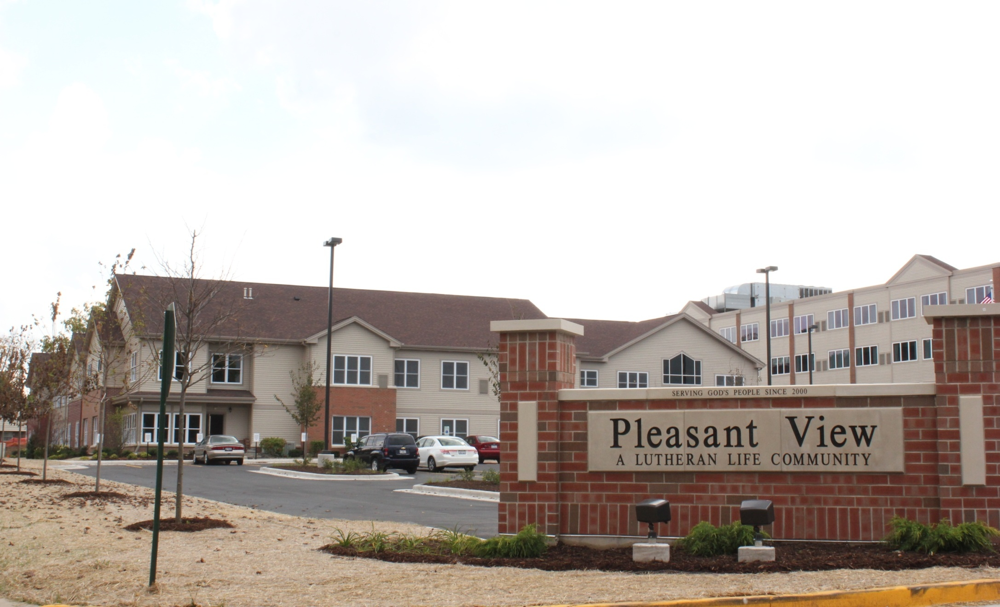 SERVING GOD'S PEOPLE SINCE 2000
Pleasant View
A LUTHERAN LIFE COMMUNITY